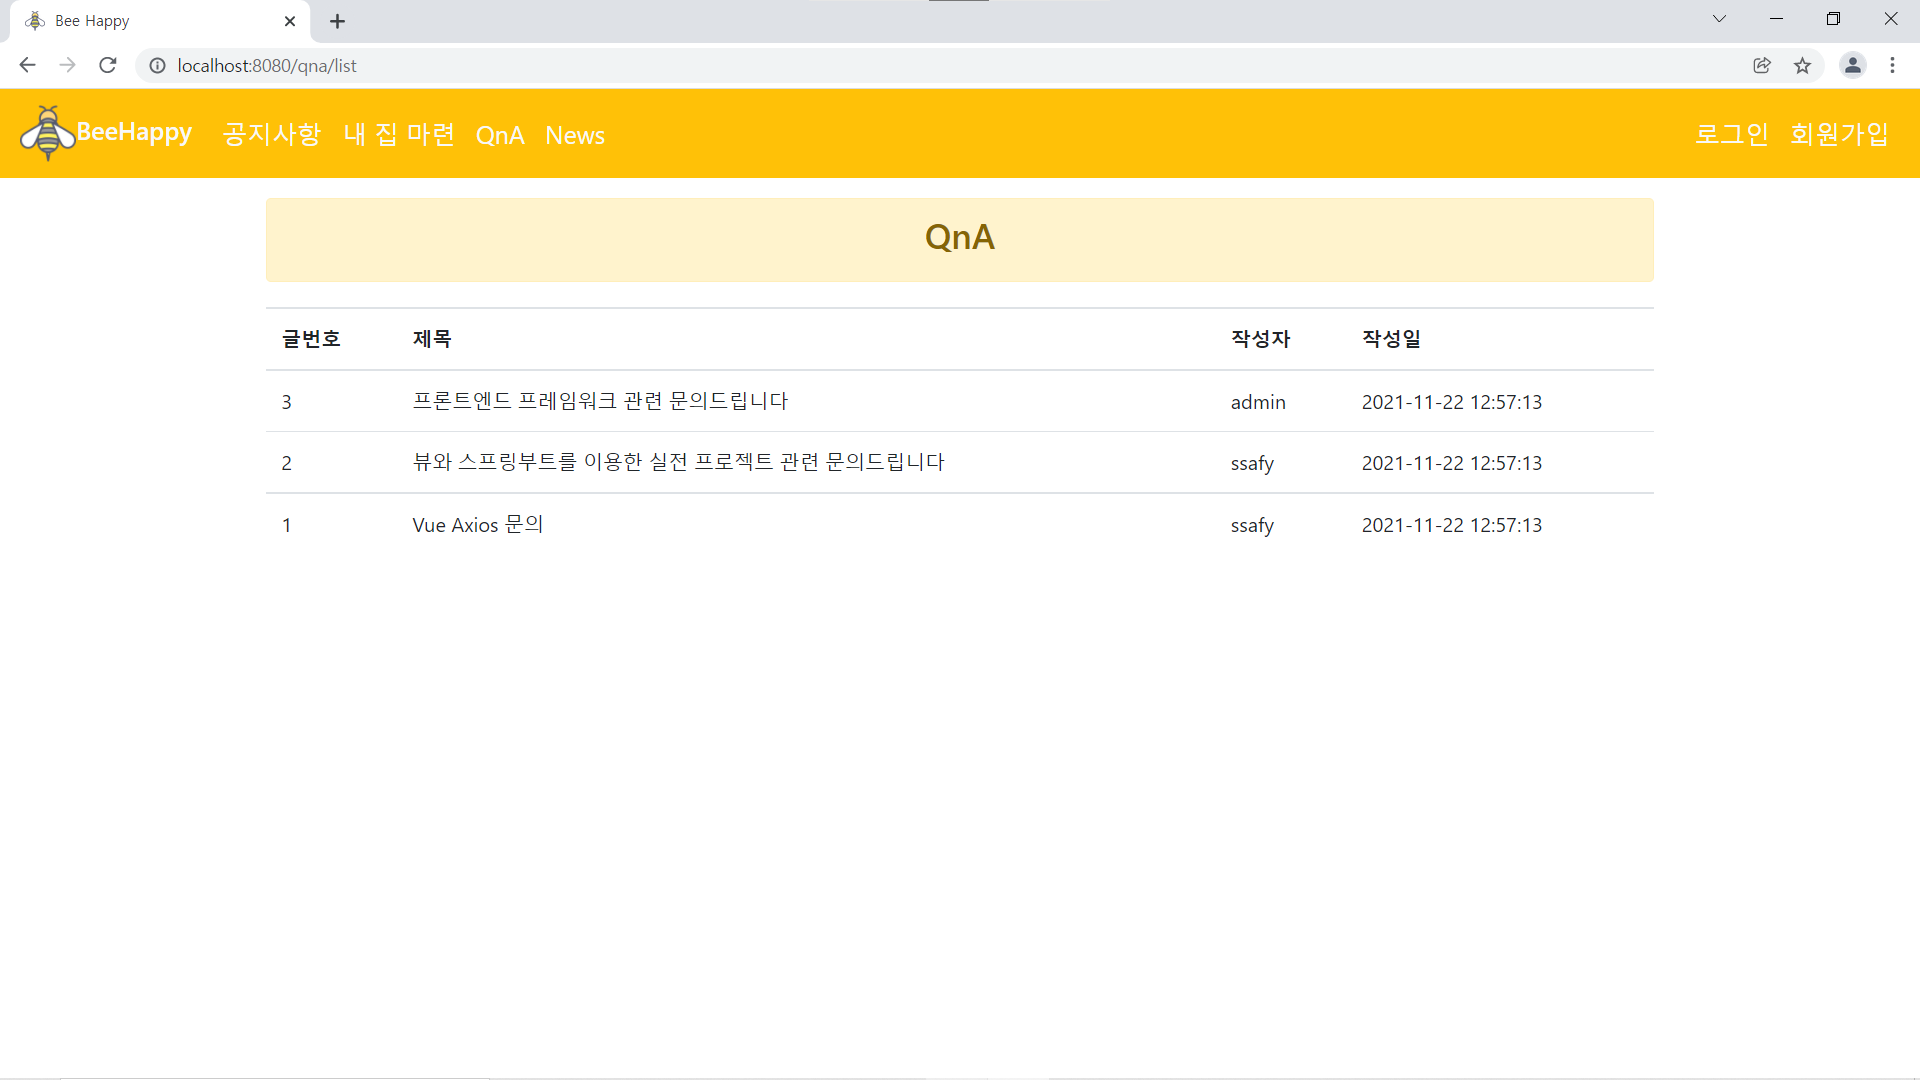 Bee Happy
localhost:8080/qna/list
BeeHappy 공지사항 내 집 마련 QnA News 로그인 회원가입
QnA
글번호 제목 작성자 작성일
3 프론트엔드 프레임워크 관련 문의드립니다 admin 2021-11-22 12:57:13
2 뷰와 스프링부트를 이용한 실전 프로젝트 관련 문의드립니다 ssafy 2021-11-22 12:57:13
1 Vue Axios 문의 ssafy 2021-11-22 12:57:13